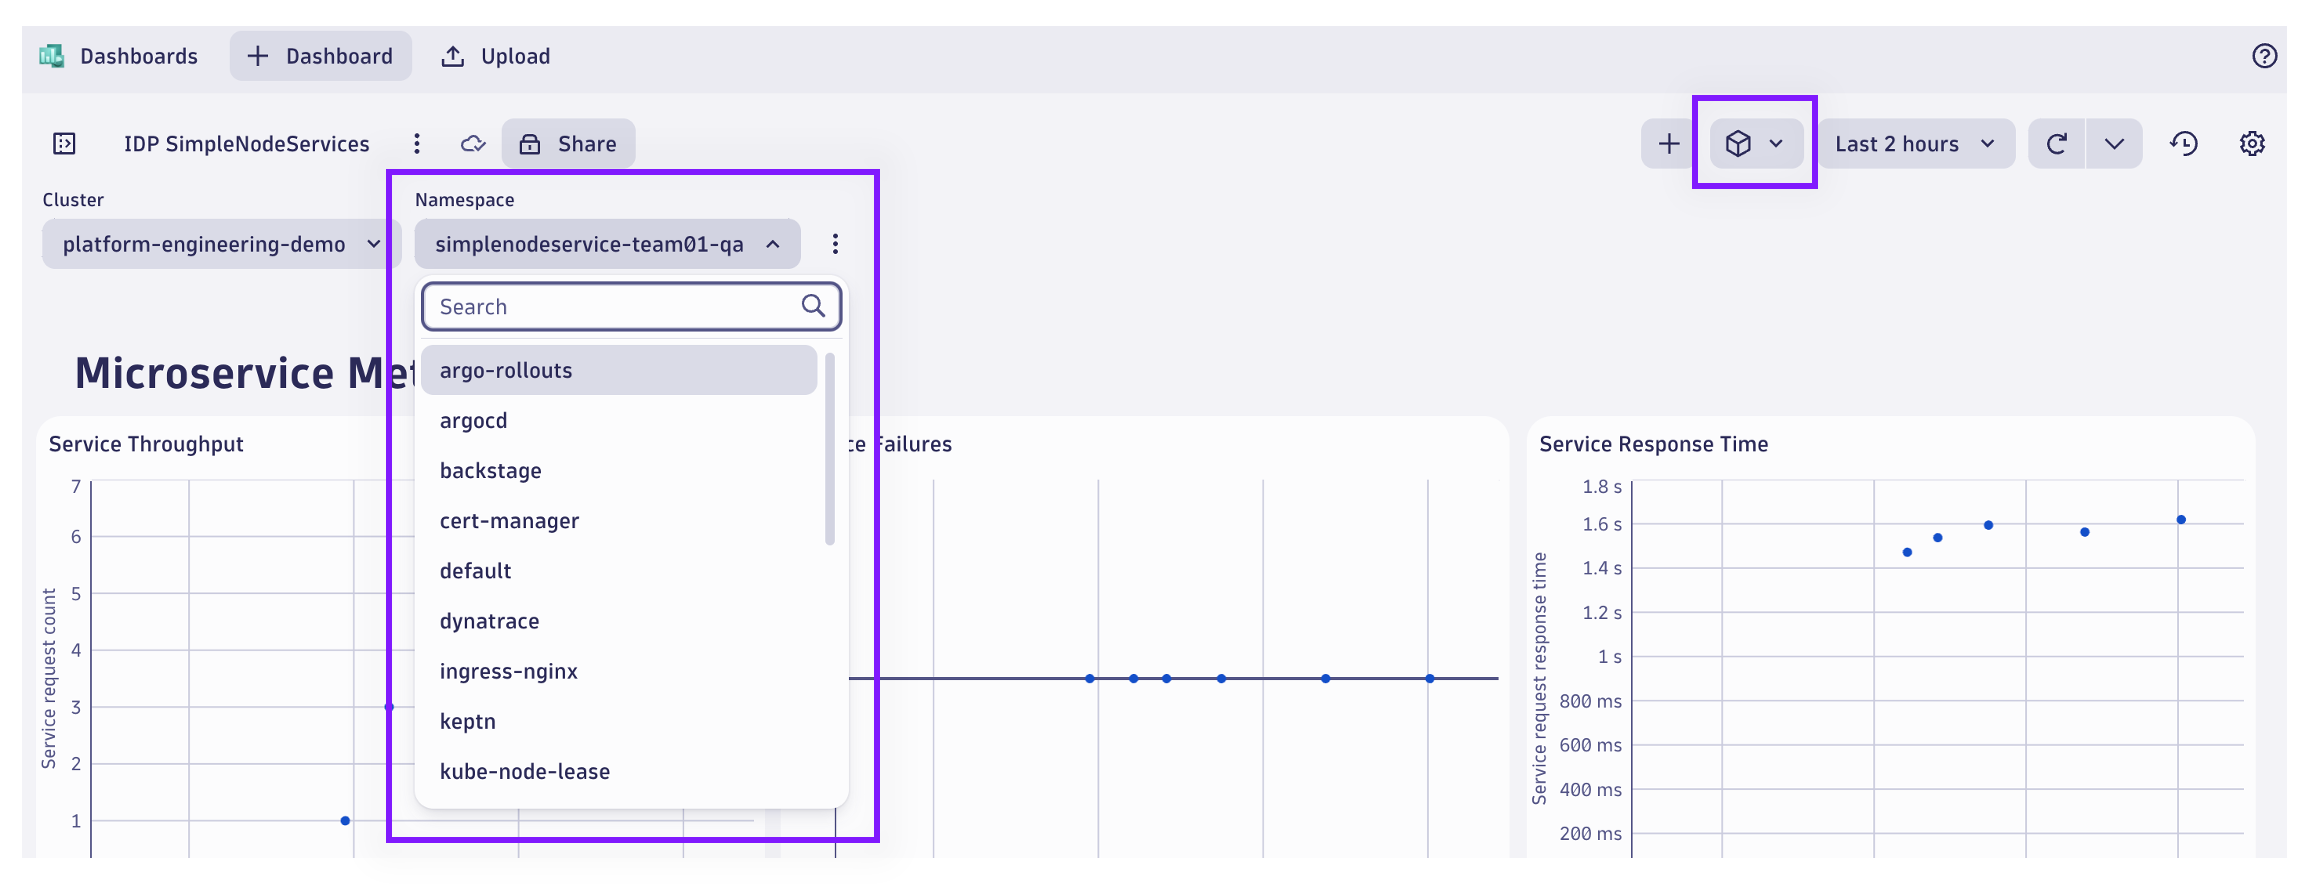 Dashboards
Dashboard
Upload
IDP SimpleNodeServices
Share
Last 2 hours
Cluster
Namespace
platform-engineering-demo
simplenodeservice-team01-qa
Search
Microservice Met
argo-rollouts
argocd
backstage
cert-manager
default
dynatrace
ingress-nginx
keptn
kube-node-lease
Service Throughput
7
6
5
4
3
2
1
Service request count
ce Failures
Service Response Time
1.8 s
1.6 s
1.4 s
1.2 s
1 s
800 ms
600 ms
400 ms
200 ms
Service request response time